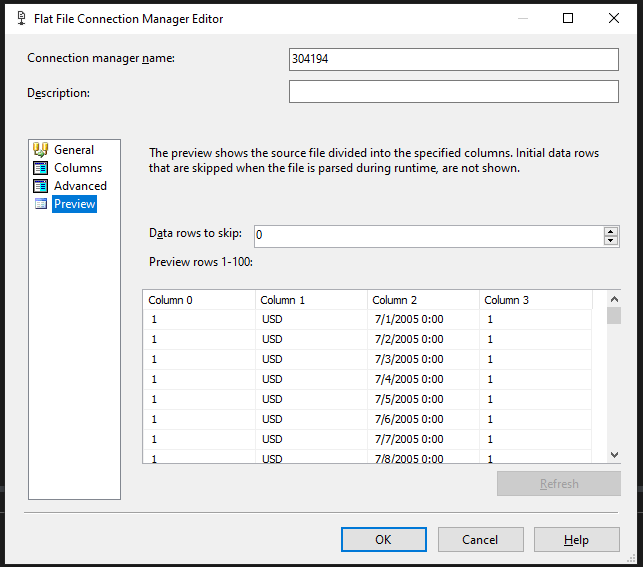 Flat File Connection Manager Editor
Connection manager name:
304194
Description:
General
Columns
Advanced
Preview
The preview shows the source file divided into the specified columns. Initial data rows
that are skipped when the file is parsed during runtime, are not shown.
Data rows to skip:
0
Preview rows 1-100:
Column 0 Column 1 Column 2 Column 3
1 USD 7/1/2005 0:00 1
1 USD 7/2/2005 0:00 1
1 USD 7/3/2005 0:00 1
1 USD 7/4/2005 0:00 1
1 USD 7/5/2005 0:00 1
1 USD 7/6/2005 0:00 1
1 USD 7/7/2005 0:00 1
1 USD 7/8/2005 0:00 1
Refresh
OK Cancel Help